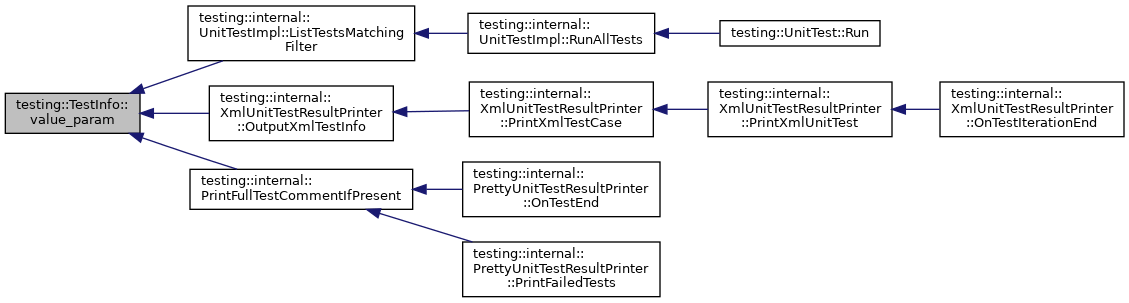 testing::TestInfo::
value_param
testing::internal::
UnitTestImpl::ListTestsMatching
Filter
testing::internal::
UnitTestImpl::RunAllTests
testing::UnitTest::Run
testing::internal::
XmlUnitTestResultPrinter
::OutputXmlTestInfo
testing::internal::
XmlUnitTestResultPrinter
::PrintXmlTestCase
testing::internal::
XmlUnitTestResultPrinter
::PrintXmlUnitTest
testing::internal::
XmlUnitTestResultPrinter
::OnTestIterationEnd
testing::internal::
PrintFullTestCommentIfPresent
testing::internal::
PrettyUnitTestResultPrinter
::OnTestEnd
testing::internal::
PrettyUnitTestResultPrinter
::PrintFailedTests